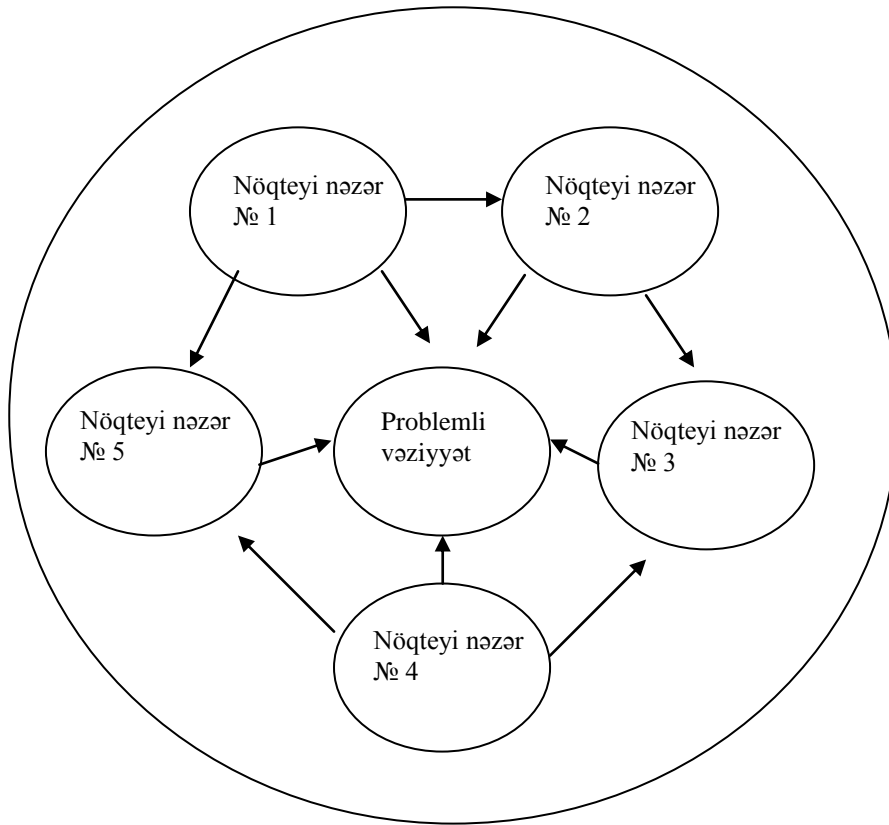 Nöqteyi nəzər
№ 1
Nöqteyi nəzər
№ 2
Nöqteyi nəzər
№ 5
Problemli
vəziyyət
Nöqteyi nəzər
№ 3
Nöqteyi nəzər
№ 4